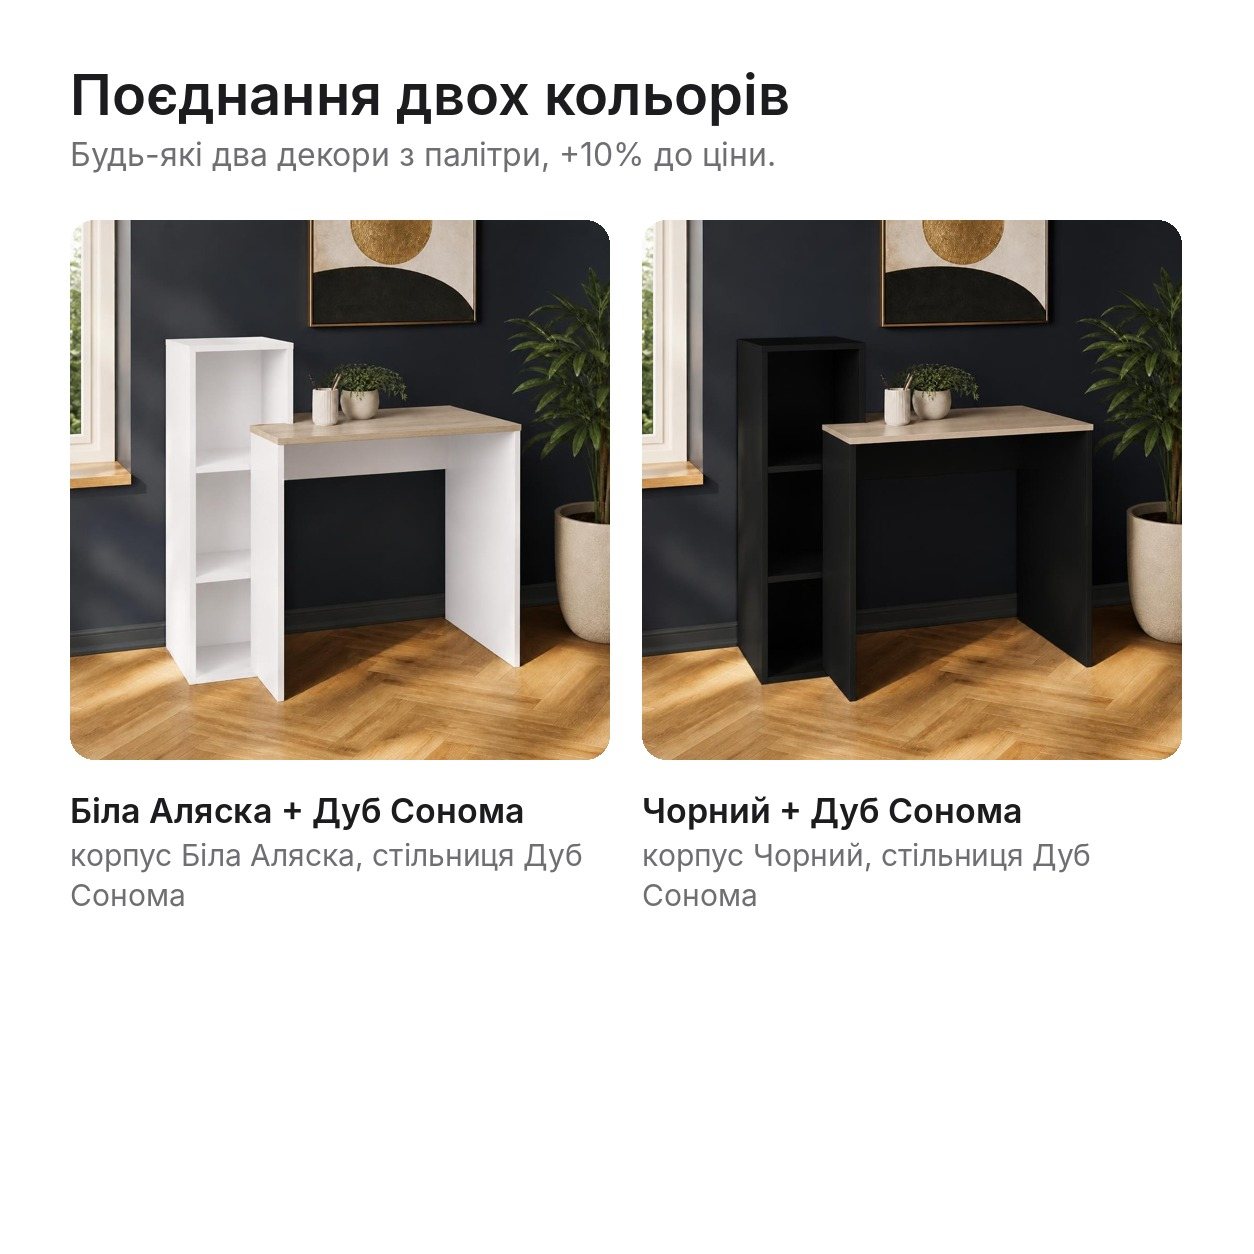 Поєднання двох кольорів
Будь-які два декори з палітри, +10% до ціни.
Біла Аляска + Дуб Сонома
корпус Біла Аляска, стільниця Дуб
Сонома
Чорний + Дуб Сонома
корпус Чорний, стільниця Дуб
Сонома